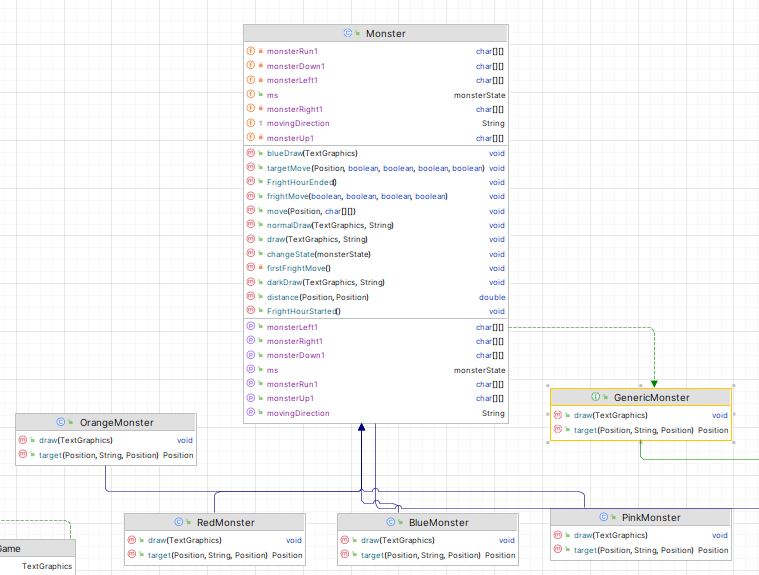 Monster
monsterRun1 char[][]
monsterDown1 char[][]
monsterLeft1 char[][]
ms monsterState
monsterRight1 char[][]
movingDirection String
monsterUp1 char[][]
blueDraw(TextGraphics) void
targetMove(Position, boolean, boolean, boolean, boolean) void
FrightHourEnded() void
frightMove(boolean, boolean, boolean, boolean) void
move(Position, char[][]) void
normalDraw(TextGraphics, String) void
draw(TextGraphics, String) void
changeState(monsterState) void
firstFrightMove() void
darkDraw(TextGraphics, String) void
distance(Position, Position) double
FrightHourStarted() void
monsterLeft1 char[][]
monsterRight1 char[][]
monsterDown1 char[][]
ms monsterState
monsterRun1 char[][]
monsterUp1 char[][]
movingDirection String
GenericMonster
draw(TextGraphics) void
target(Position, String, Position) Position
OrangeMonster
draw(TextGraphics) void
target(Position, String, Position) Position
RedMonster
draw(TextGraphics) void
target(Position, String, Position) Position
BlueMonster
draw(TextGraphics) void
target(Position, String, Position) Position
PinkMonster
draw(TextGraphics) void
target(Position, String, Position) Position
Game
TextGraphics